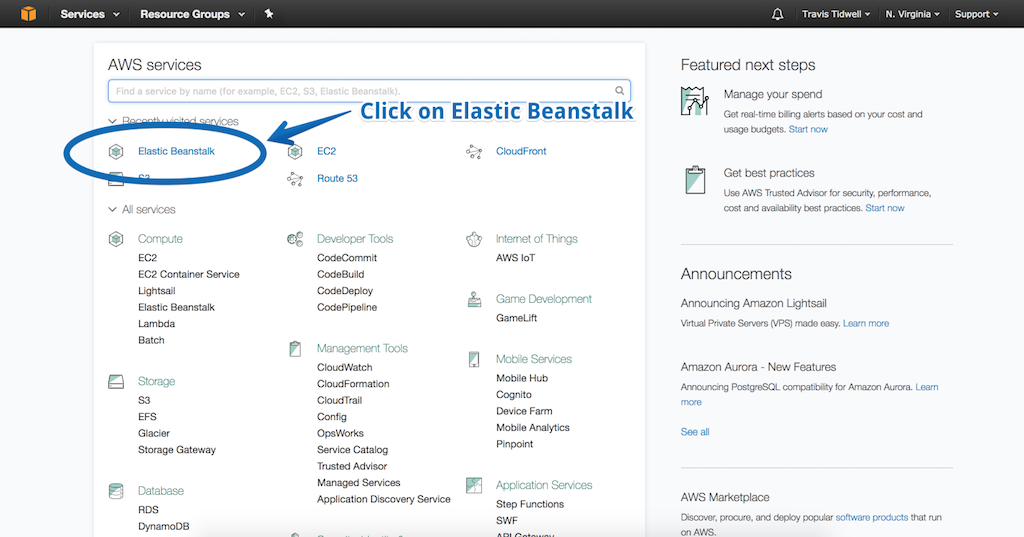 Services
Resource Groups
Travis Tidwell
N. Virginia
Support
AWS services
Find a service by name (for example, EC2, S3, Elastic Beanstalk).
Click on Elastic Beanstalk
Recently visited services
Elastic Beanstalk
EC2
CloudFront
S3
Route 53
All services
Compute
EC2
EC2 Container Service
Lightsail
Elastic Beanstalk
Lambda
Batch
Storage
S3
EFS
Glacier
Storage Gateway
Database
RDS
DynamoDB
Developer Tools
CodeCommit
CodeBuild
CodeDeploy
CodePipeline
Management Tools
CloudWatch
CloudFormation
CloudTrail
Config
OpsWorks
Service Catalog
Trusted Advisor
Managed Services
Application Discovery Service
Internet of Things
AWS IoT
Game Development
GameLift
Mobile Services
Mobile Hub
Cognito
Device Farm
Mobile Analytics
Pinpoint
Application Services
Step Functions
SWF
API Gateway
Featured next steps
Manage your spend
Get real-time billing alerts based on your cost and
usage budgets. Start now
Get best practices
Use AWS Trusted Advisor for security, performance,
cost and availability best practices. Start now
Announcements
Announcing Amazon Lightsail
Virtual Private Servers (VPS) made easy. Learn more
Amazon Aurora - New Features
Announcing PostgreSQL compatibility for Amazon Aurora. Learn
more
See all
AWS Marketplace
Discover, procure, and deploy popular software products that run
on AWS.